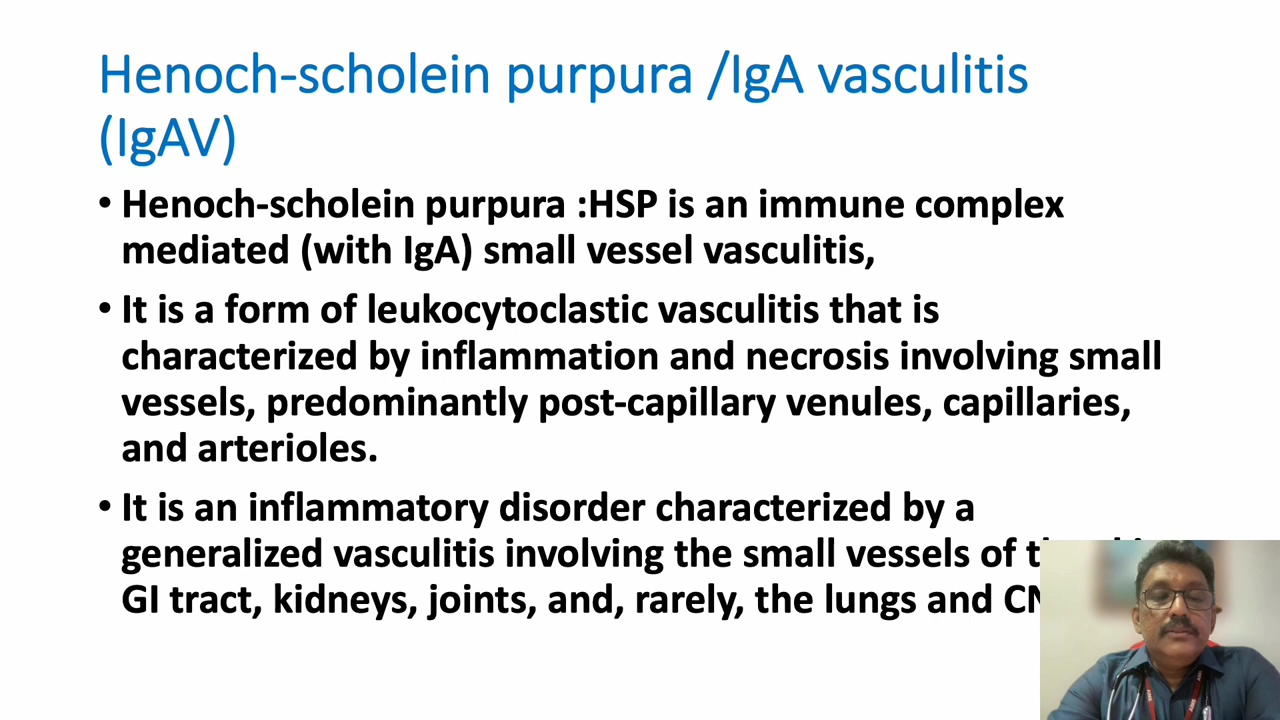 Henoch-scholein purpura /IgA vasculitis
(IgAV)
• Henoch-scholein purpura :HSP is an immune complex
mediated (with IgA) small vessel vasculitis,
• It is a form of leukocytoclastic vasculitis that is
characterized by inflammation and necrosis involving small
vessels, predominantly post-capillary venules, capillaries,
and arterioles.
• It is an inflammatory disorder characterized by a
generalized vasculitis involving the small vessels of
GI tract, kidneys, joints, and, rarely, the lungs and